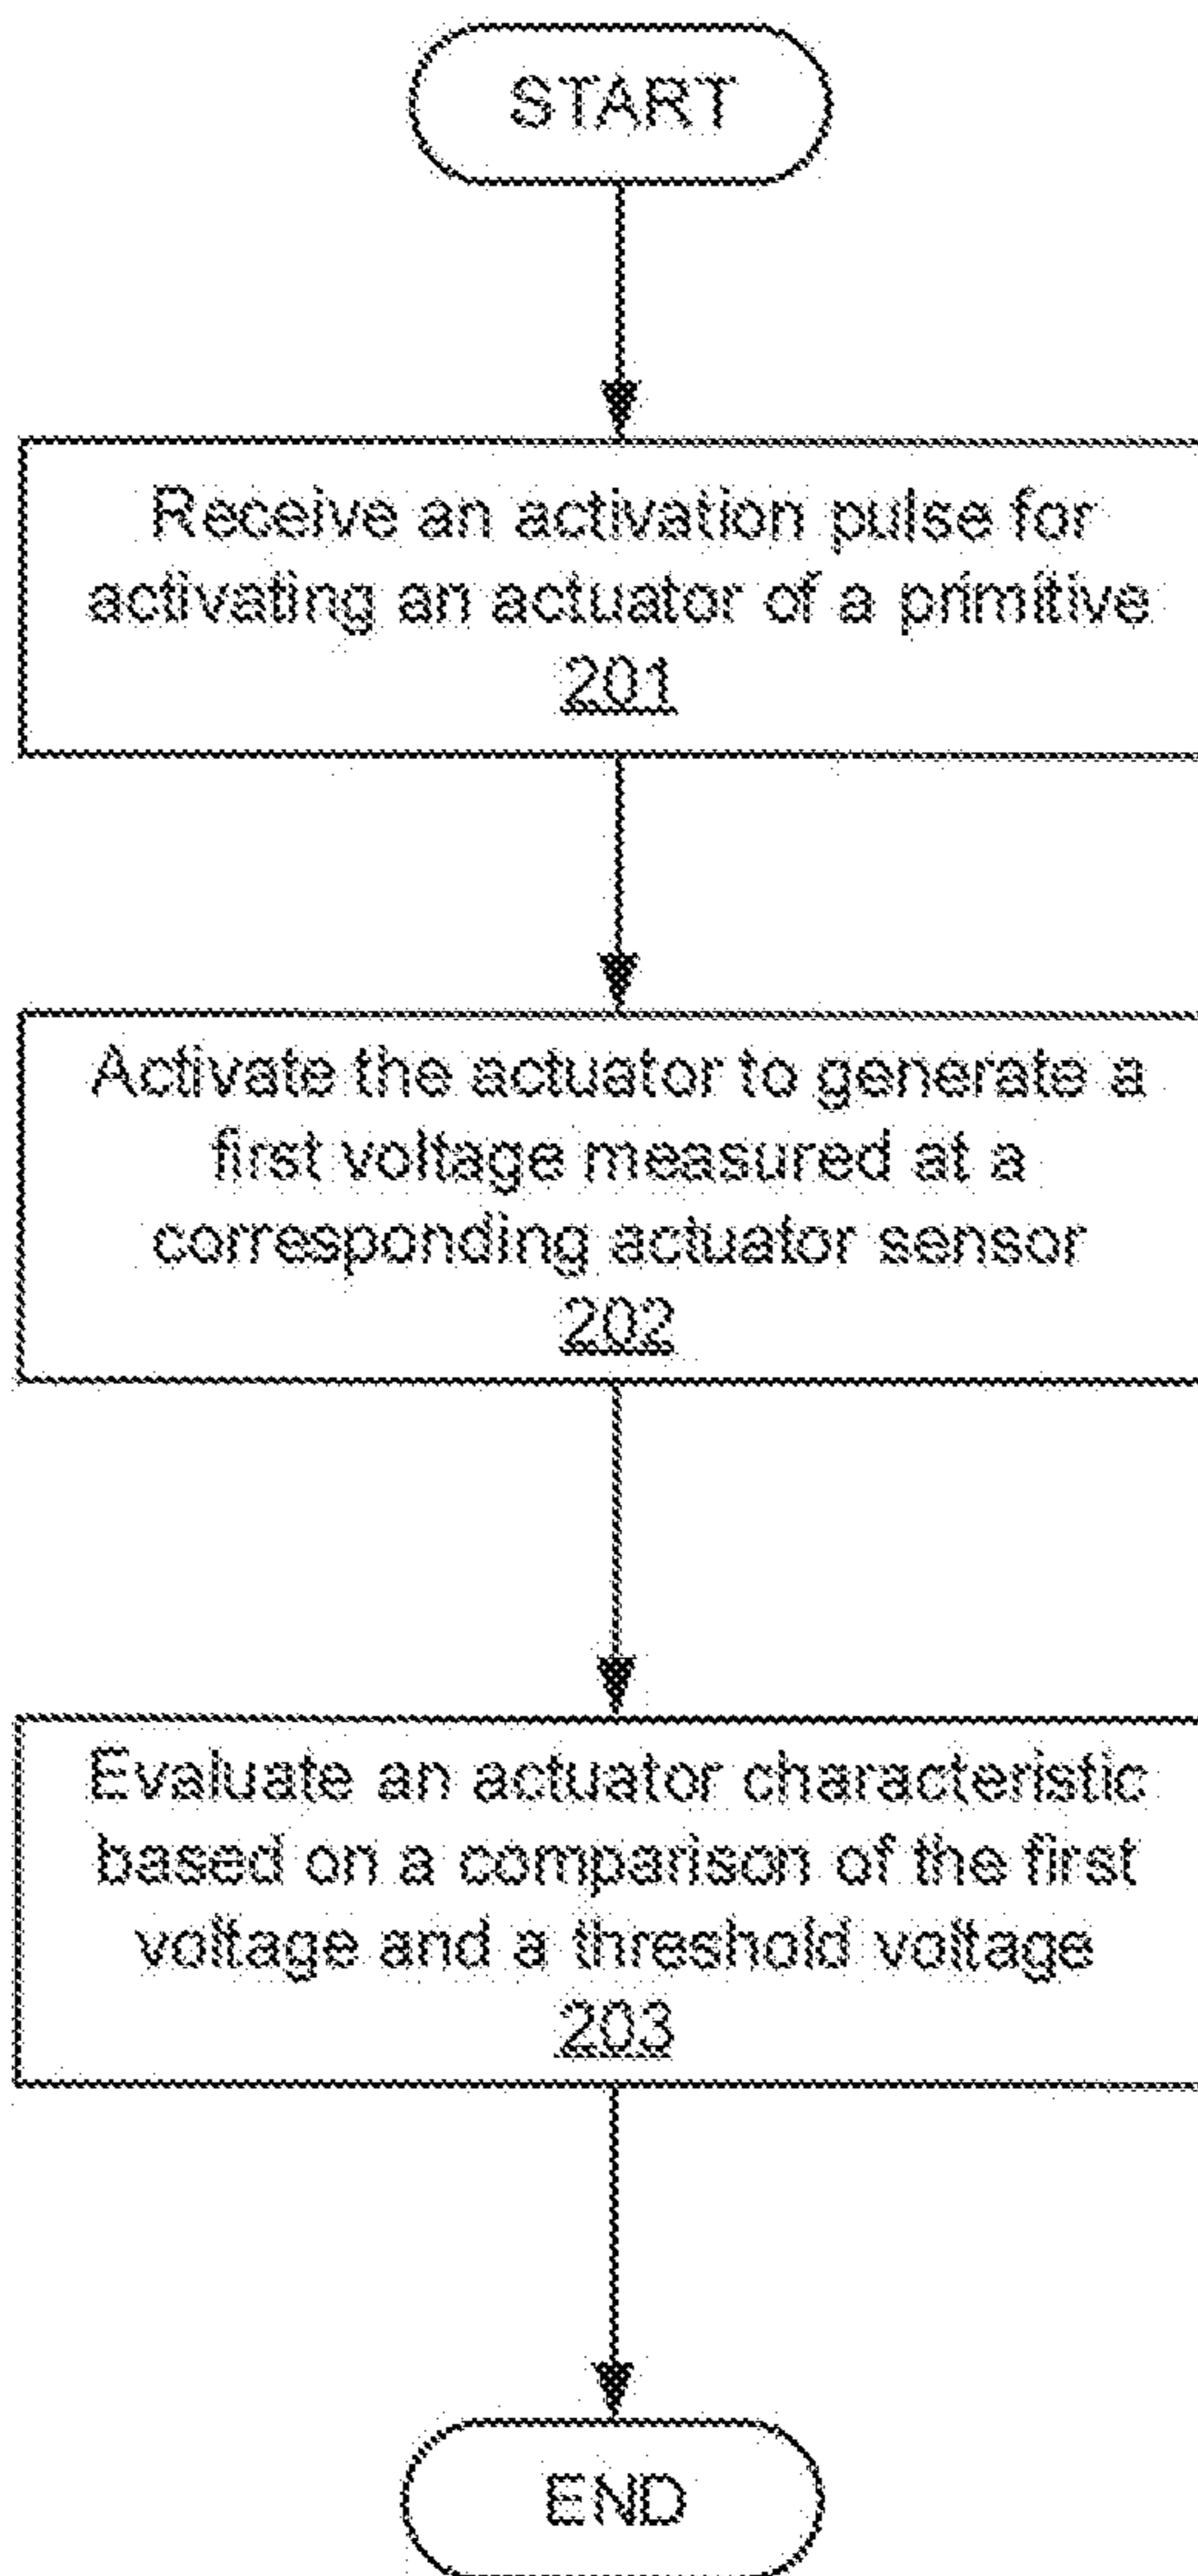 START
Receive an activation pulse for
activating an actuator of a primitive
201
Activate the actuator to generate a
first voltage measured at a
corresponding actuator sensor
202
Evaluate an actuator characteristic
based on a comparison of the first
voltage and a threshold voltage
203
END